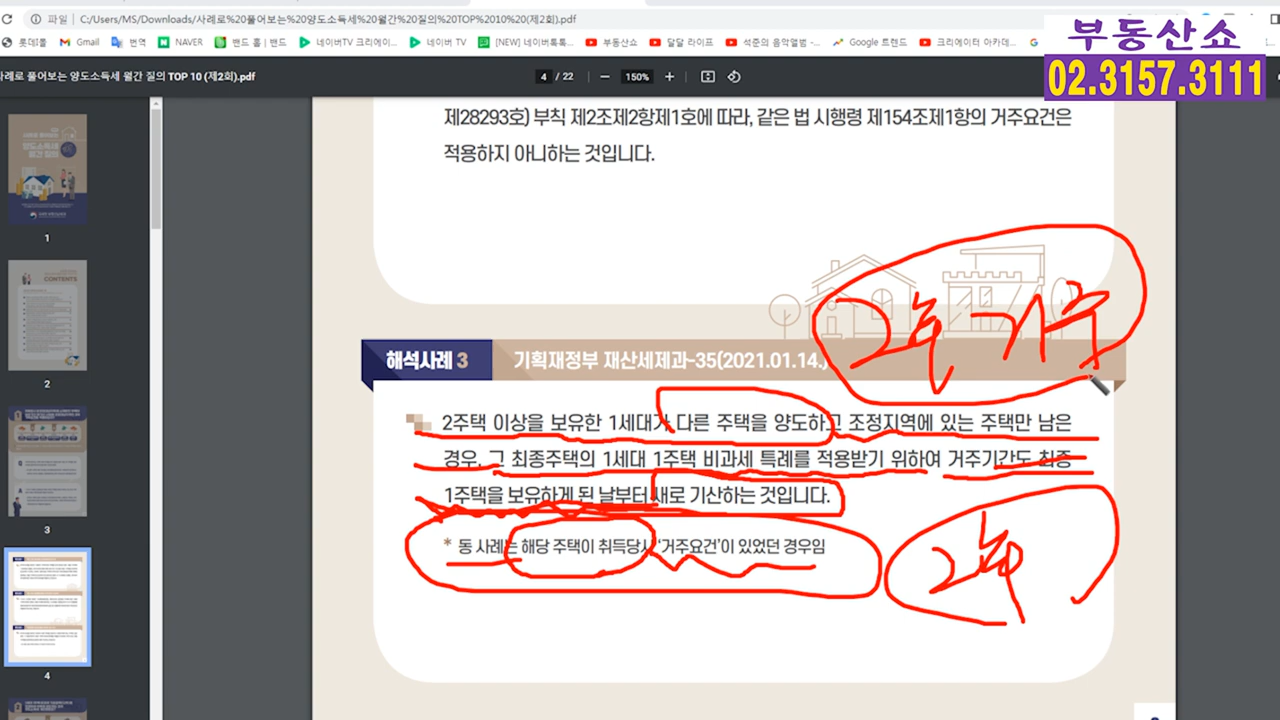 파일 | C:/Users/MS/Downloads/사례로%20풀어보는%20양도소득세%20월간%20질의%20TOP%2010%20(제2회).pdf
부동산쇼
롯데I몰 Gmail 번역 NAVER 밴드 홈 | 밴드 네이버TV 크리에이... 네이버 TV [NEW] 네이버톡톡... 부동산쇼 달달 라이프 석준의 음악앨범 -... Google 트렌드 크리에이터 아카데...
02.3157.3111
사례로 풀어보는 양도소득세 월간 질의 TOP 10 (제2회).pdf
4 / 22 150%
제28293호) 부칙 제2조제2항제1호에 따라, 같은 법 시행령 제154조제1항의 거주요건은
적용하지 아니하는 것입니다.
양도소득세
월간 질의
1
CONTENTS
2
3
4
2년 거주
해석사례 3 기획재정부 재산세제과-35(2021.01.14.)
2주택 이상을 보유한 1세대가 다른 주택을 양도하고 조정지역에 있는 주택만 남은
경우, 그 최종주택의 1세대 1주택 비과세 특례를 적용받기 위하여 거주기간도 최종
1주택을 보유하게 된 날부터 새로 기산하는 것입니다.
* 동 사례는 해당 주택이 취득당시 '거주요건'이 있었던 경우임
2년